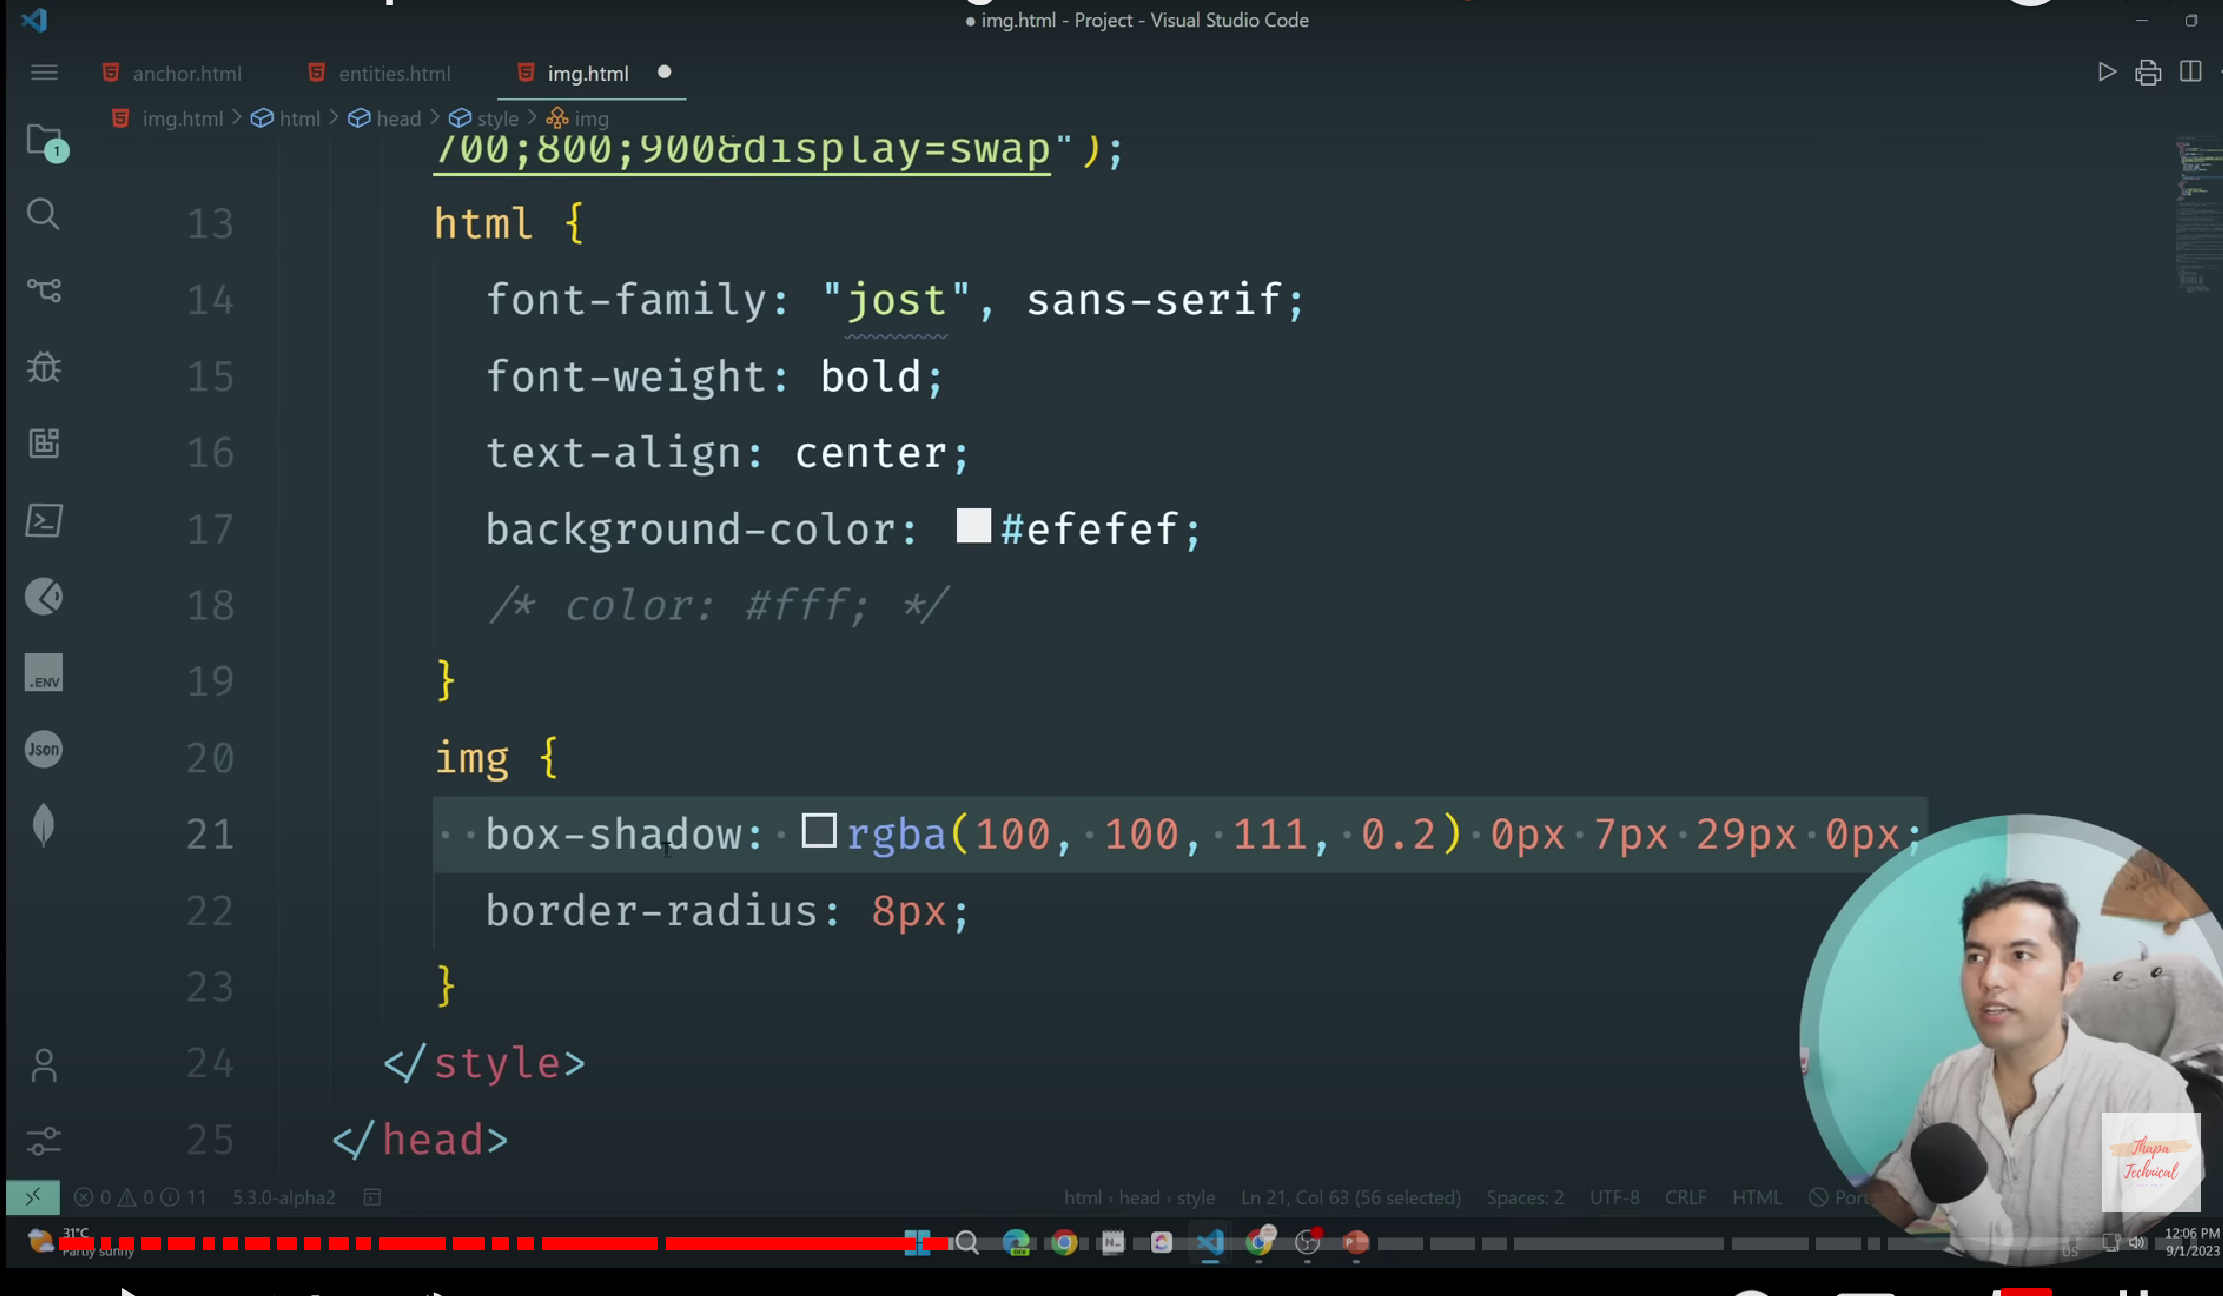 img.html - Project - Visual Studio Code
anchor.html entities.html img.html
img.html > html > head > style > img
700;800;900&display=swap");
13 html {
14 font-family: "jost", sans-serif;
15 font-weight: bold;
16 text-align: center;
17 background-color: #efefef;
18 /* color: #fff; */
19 }
20 img {
21 box-shadow: rgba(100, 100, 111, 0.2) 0px 7px 29px 0px;
22 border-radius: 8px;
23 }
24 </style>
25 </head>
1
.ENV
Json
Thapa
Technical
0 0 11 5.3.0-alpha2 html > head > style Ln 21, Col 63 (56 selected) Spaces: 2 UTF-8 CRLF HTML
31°C
Partly sunny
US
12:06 PM
9/1/2023